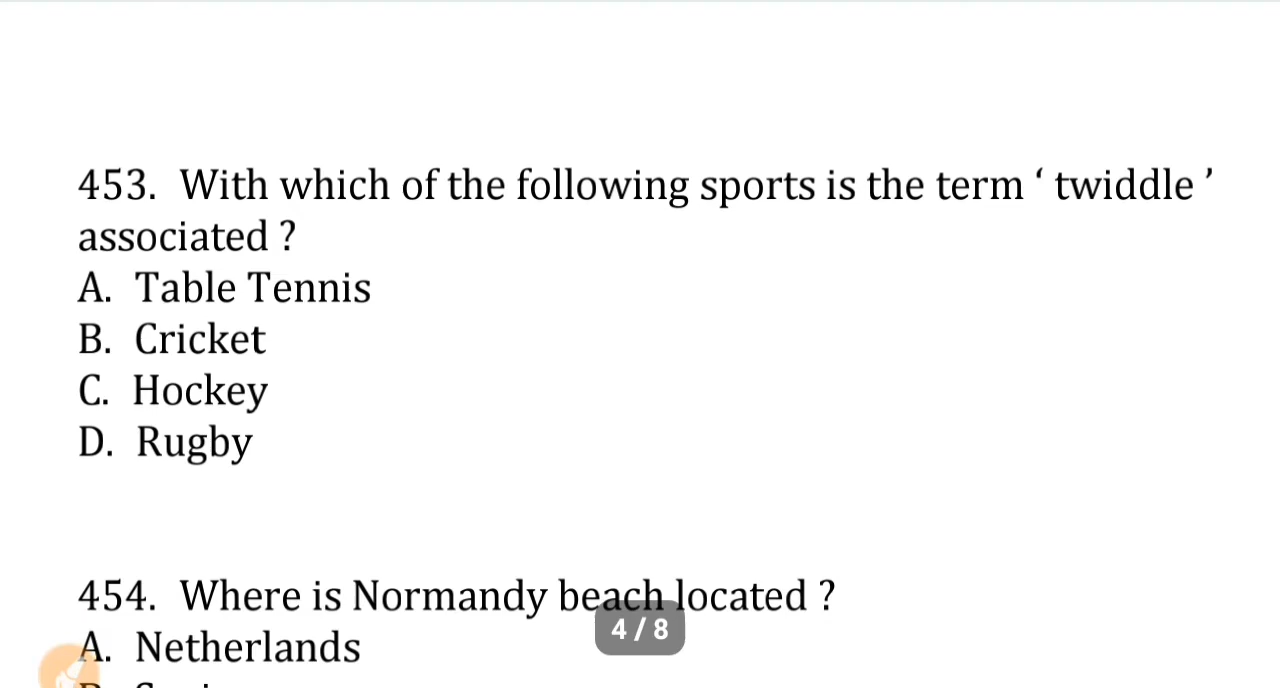 453. With which of the following sports is the term ‘ twiddle ’
associated ?
A. Table Tennis
B. Cricket
C. Hockey
D. Rugby
454. Where is Normandy beach located ?
4 / 8
A. Netherlands